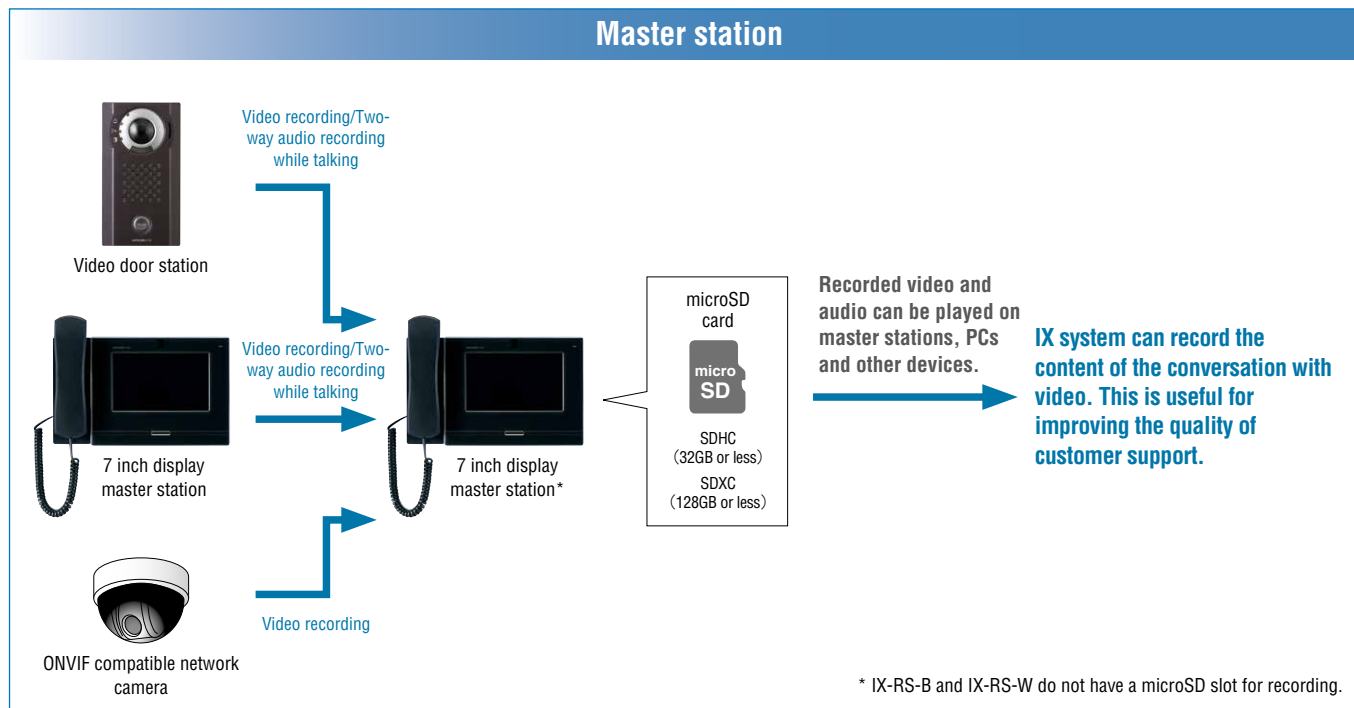 Master station
Video recording/Two-
way audio recording
while talking
Video door station
Video recording/Two-
way audio recording
while talking
7 inch display
master station
7 inch display
master station*
Video recording
ONVIF compatible network
camera
microSD
card
micro
SD
SDHC
(32GB or less)
SDXC
(128GB or less)
Recorded video and
audio can be played on
master stations, PCs
and other devices.
IX system can record the
content of the conversation with
video. This is useful for
improving the quality of
customer support.
* IX-RS-B and IX-RS-W do not have a microSD slot for recording.